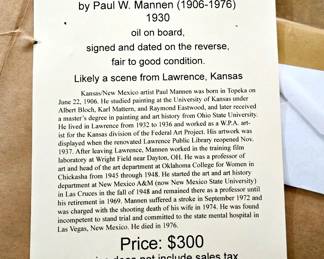 by Paul W. Mannen (1906-1976)
1930
oil on board,
signed and dated on the reverse,
fair to good condition.
Likely a scene from Lawrence, Kansas
Kansas/New Mexico artist Paul Mannen was born in Topeka on
June 22, 1906. He studied painting at the University of Kansas under
Albert Bloch, Karl Mattern, and Raymond Eastwood, and later received
a master's degree in painting and art history from Ohio State University.
He lived in Lawrence from 1932 to 1936 and worked as a W.P.A. art-
ist for the Kansas division of the Federal Art Project. His artwork was
displayed when the renovated Lawrence Public Library reopened Nov.
1937. After leaving Lawrence, Mannen worked in the training film
laboratory at Wright Field near Dayton, OH. He was a professor of
art and head of the art department at Oklahoma College for Women in
Chickasha from 1945 through 1948. He started the art and art history
department at New Mexico A&M (now New Mexico State University)
in Las Cruces in the fall of 1948 and remained there as a professor until
his retirement in 1969. Mannen suffered a stroke in September 1972 and
was charged with the shooting death of his wife in 1974. He was found
incompetent to stand trial and committed to the state mental hospital in
Las Vegas, New Mexico. He died in 1976.
Price: $300
does not include sales tax